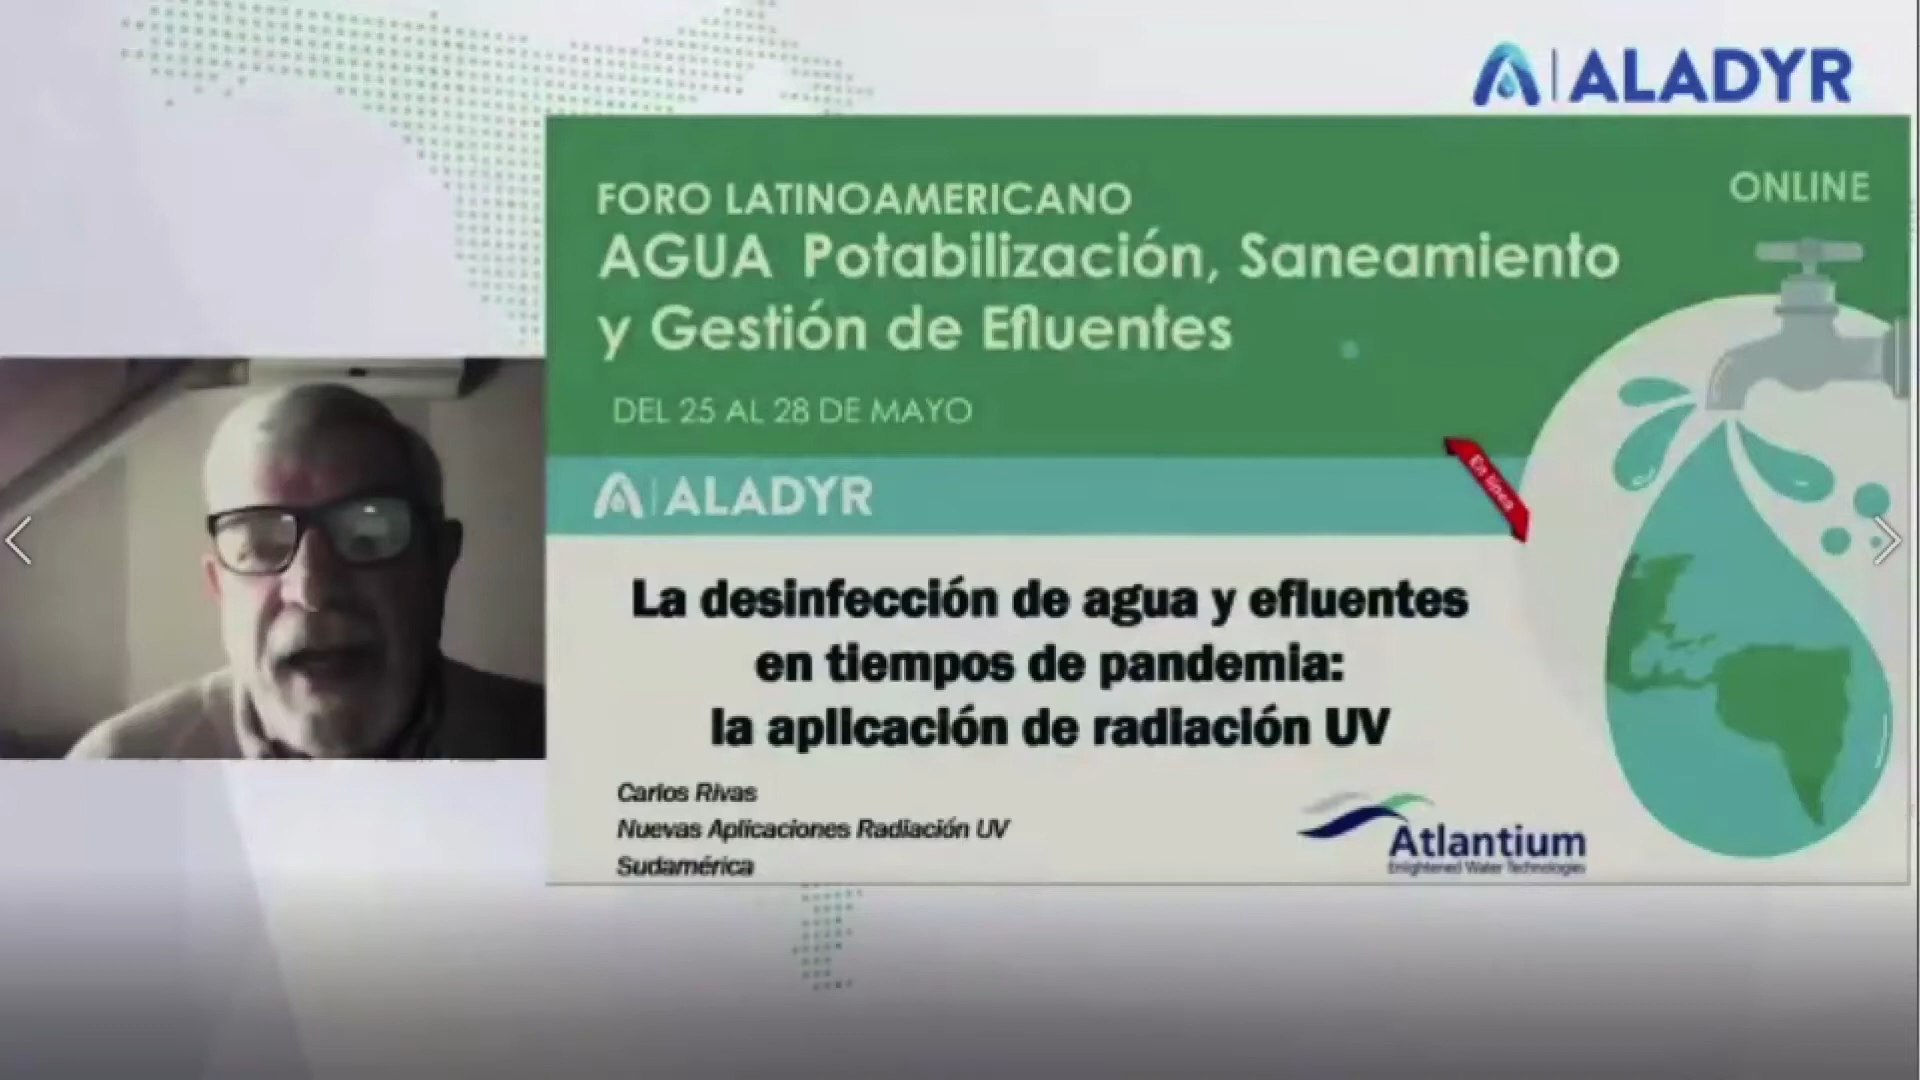 ALADYR
FORO LATINOAMERICANO
ONLINE
AGUA Potabilización, Saneamiento
y Gestión de Efluentes
DEL 25 AL 28 DE MAYO
En línea
ALADYR
La desinfección de agua y efluentes
en tiempos de pandemia:
la aplicación de radiación UV
Carlos Rivas
Nuevas Aplicaciones Radiación UV
Sudamérica
Atlantium
Enlightened Water Technologies